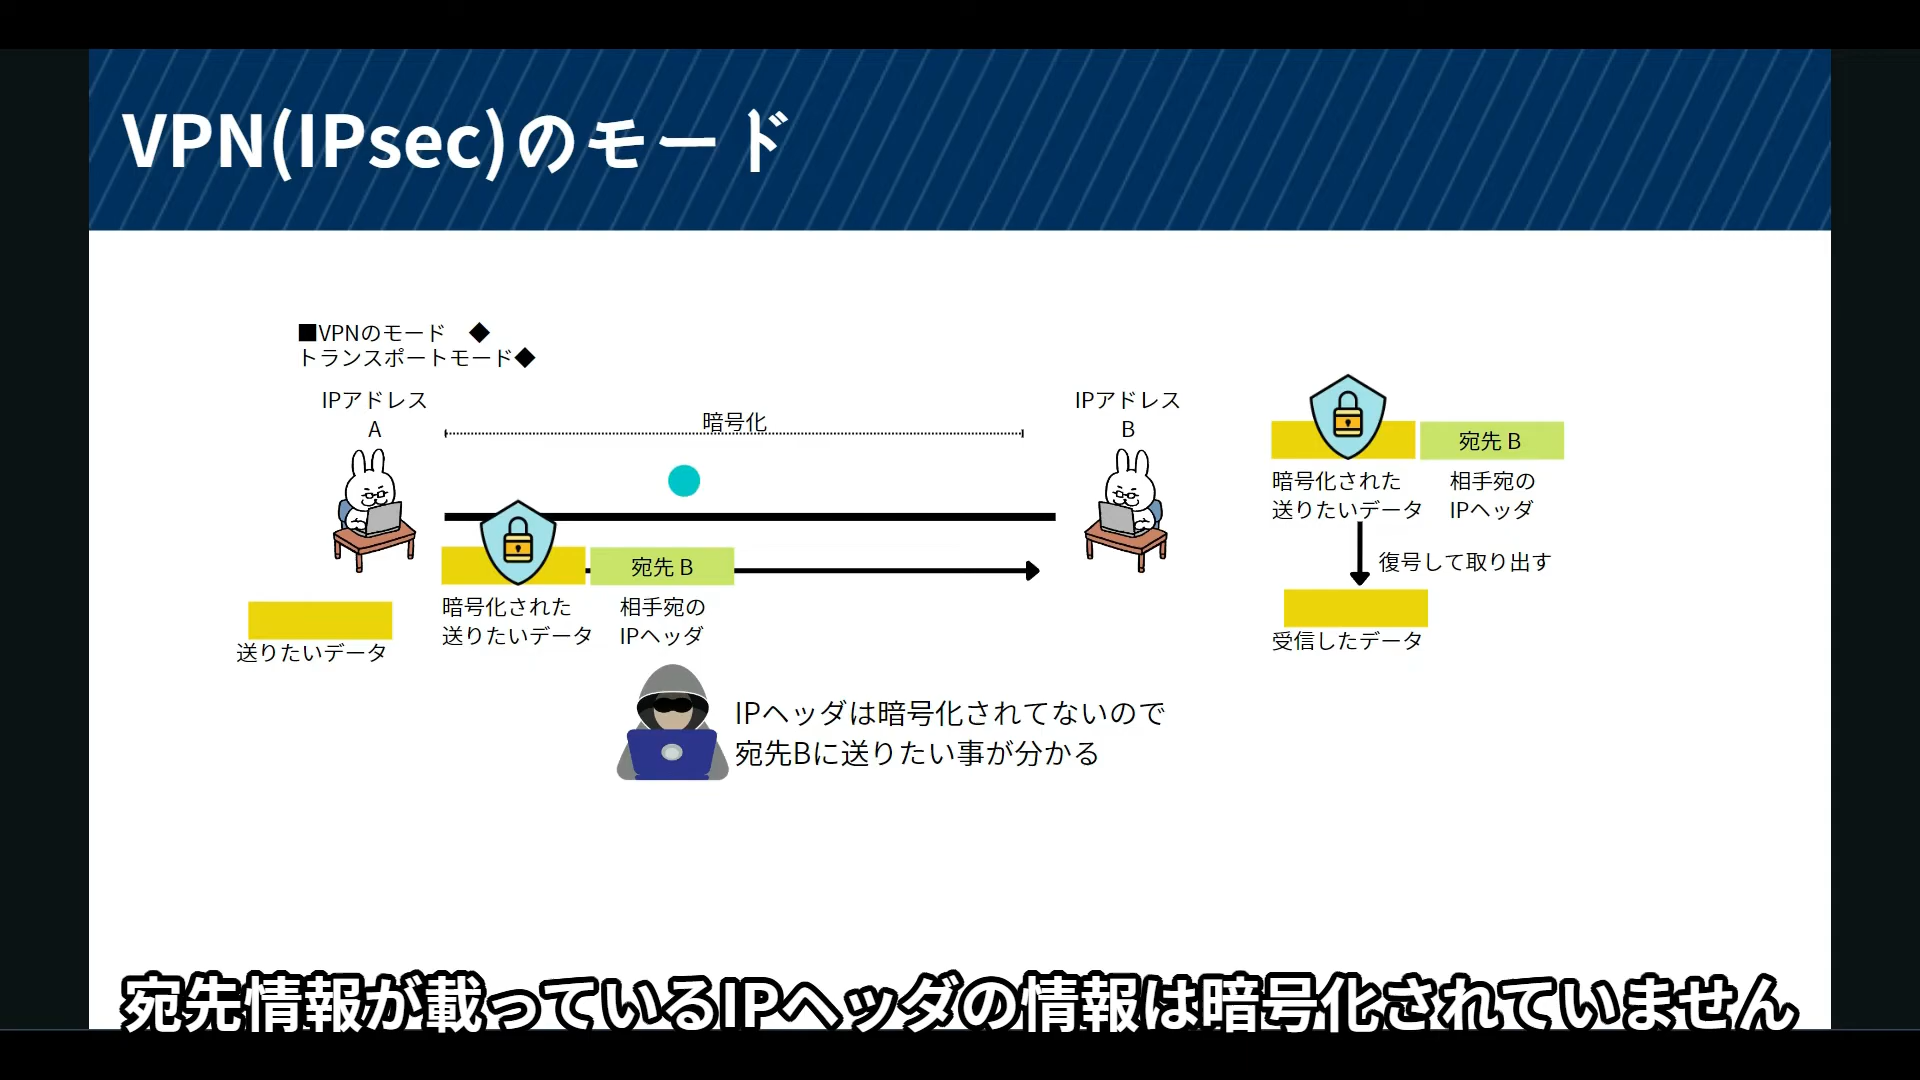 VPN(IPsec)のモード
■VPNのモード　◆
トランスポートモード◆
IPアドレス
A
暗号化
IPアドレス
B
宛先 B
暗号化された
送りたいデータ
相手宛の
IPヘッダ
送りたいデータ
宛先 B
暗号化された
送りたいデータ
相手宛の
IPヘッダ
復号して取り出す
受信したデータ
IPヘッダは暗号化されてないので
宛先Bに送りたい事が分かる
宛先情報が載っているIPヘッダの情報は暗号化されていません